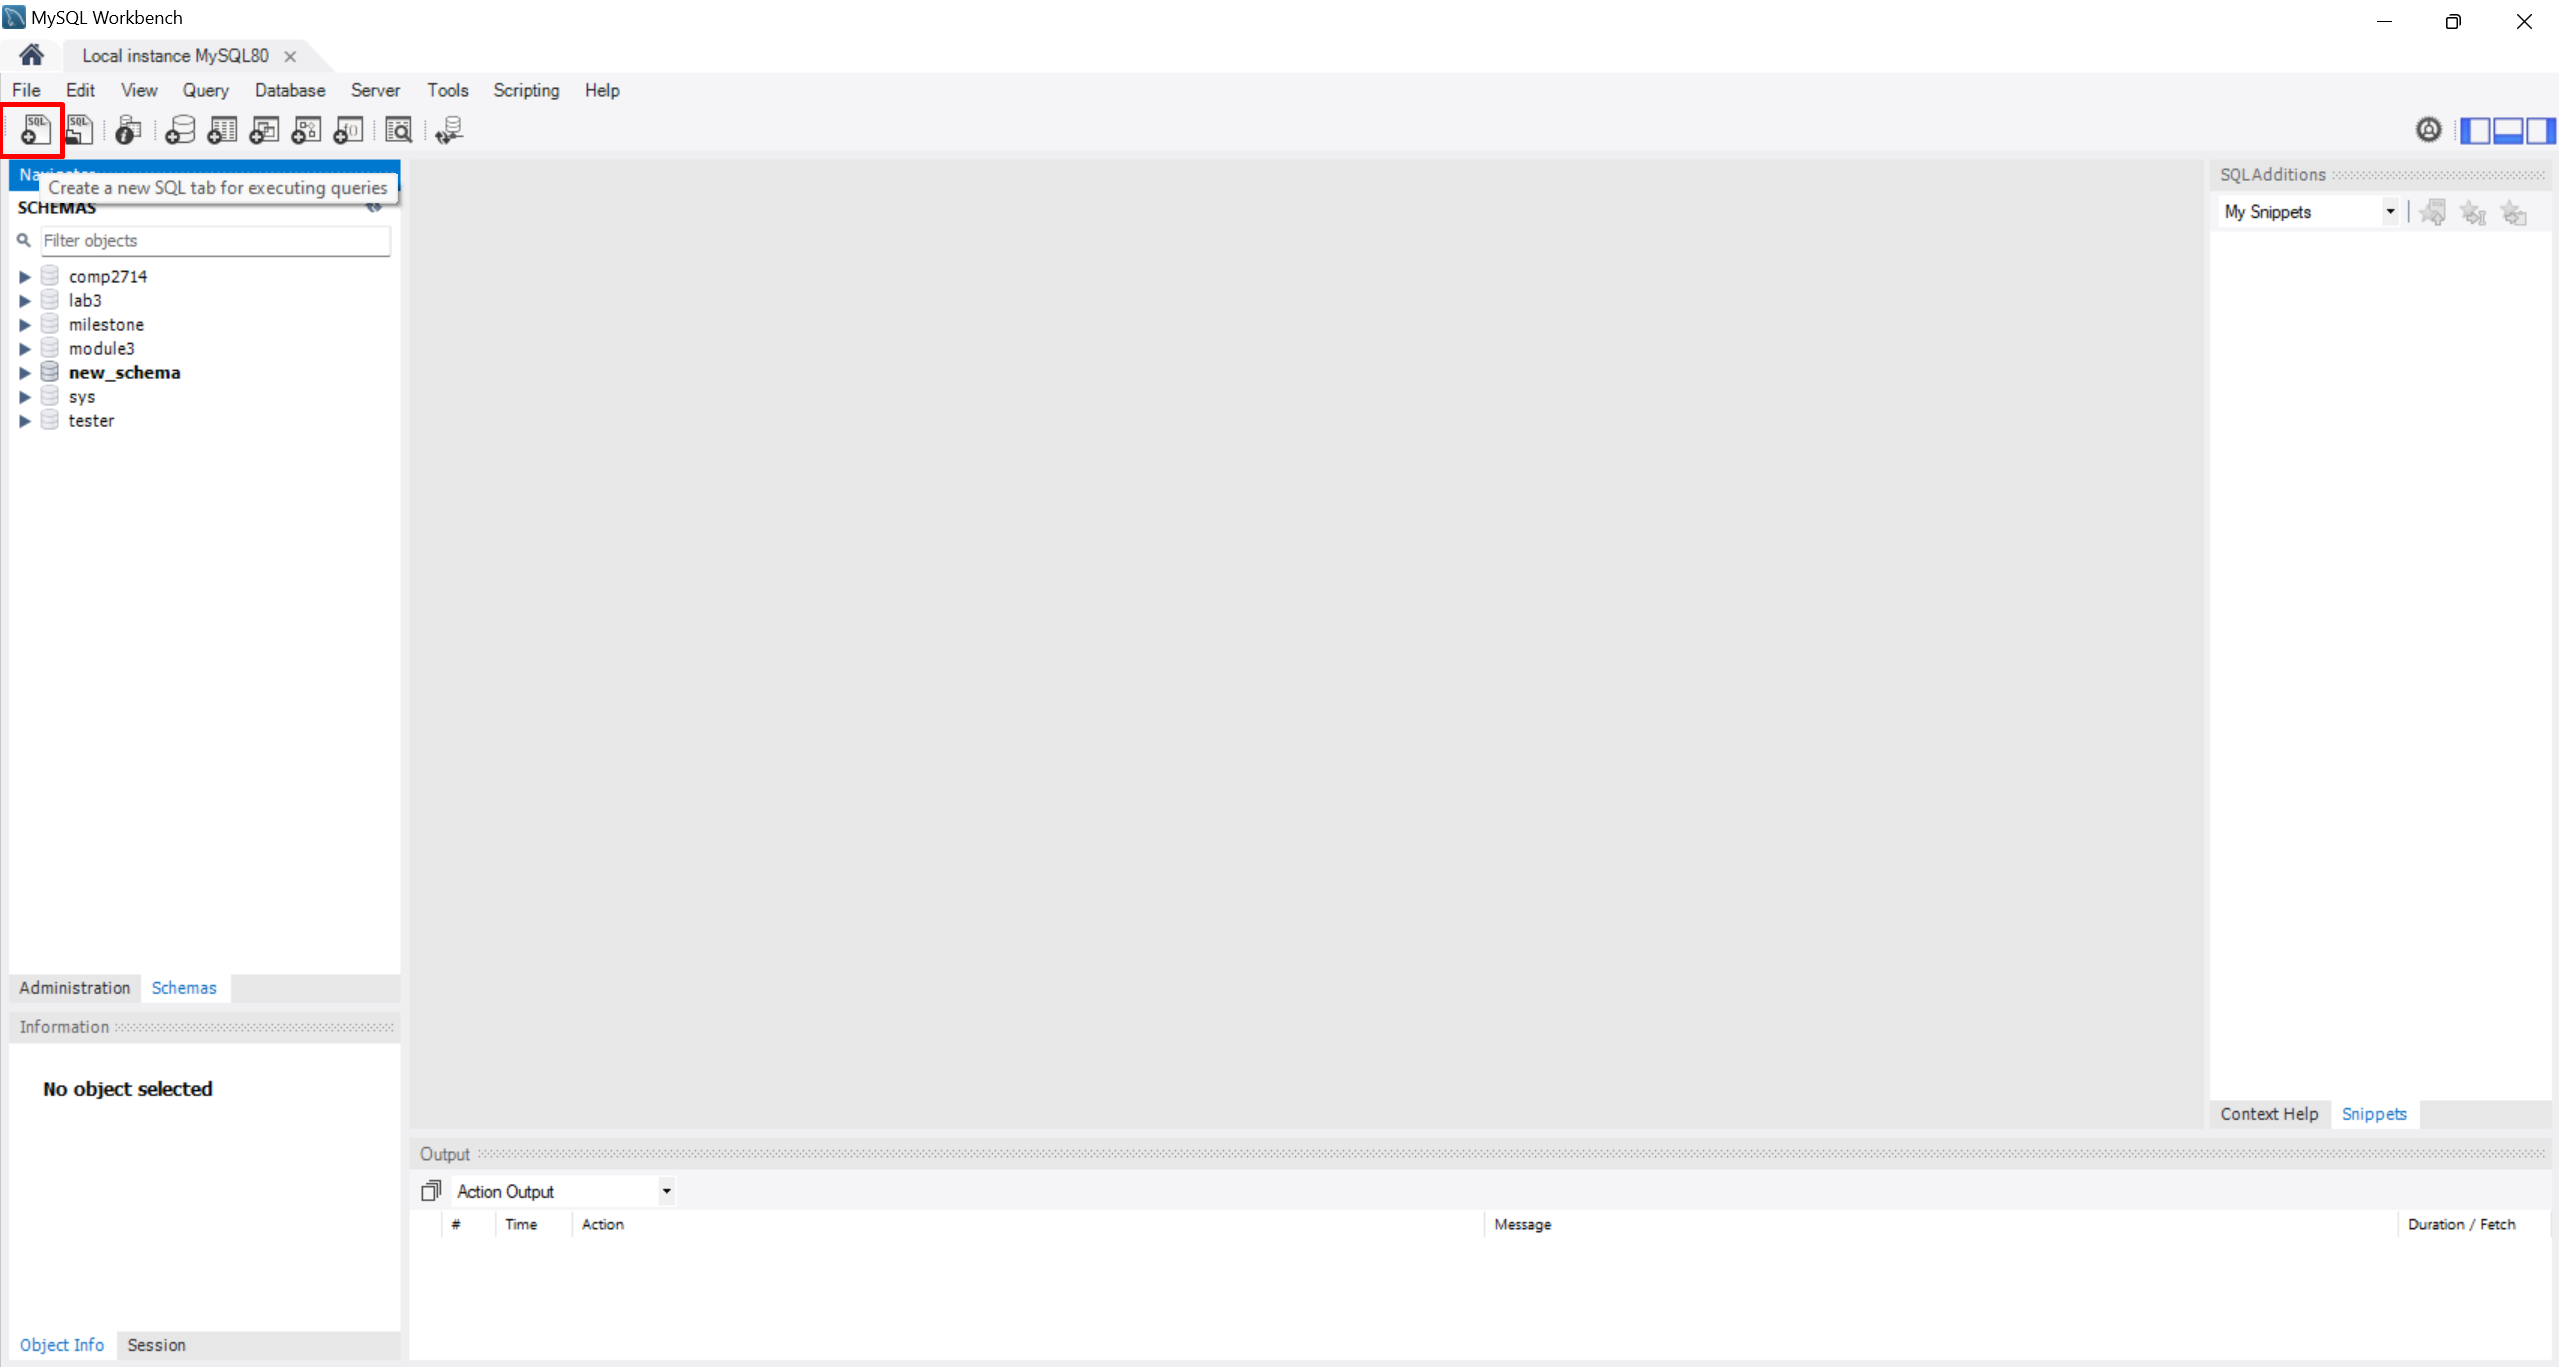 MySQL Workbench
Local instance MySQL80
File Edit View Query Database Server Tools Scripting Help
SQL SQL
Create a new SQL tab for executing queries
SCHEMAS
Filter objects
comp2714
lab3
milestone
module3
new_schema
sys
tester
Administration Schemas
Information
No object selected
Object Info Session
SQLAdditions
My Snippets
Context Help Snippets
Output
Action Output
# Time Action Message Duration / Fetch